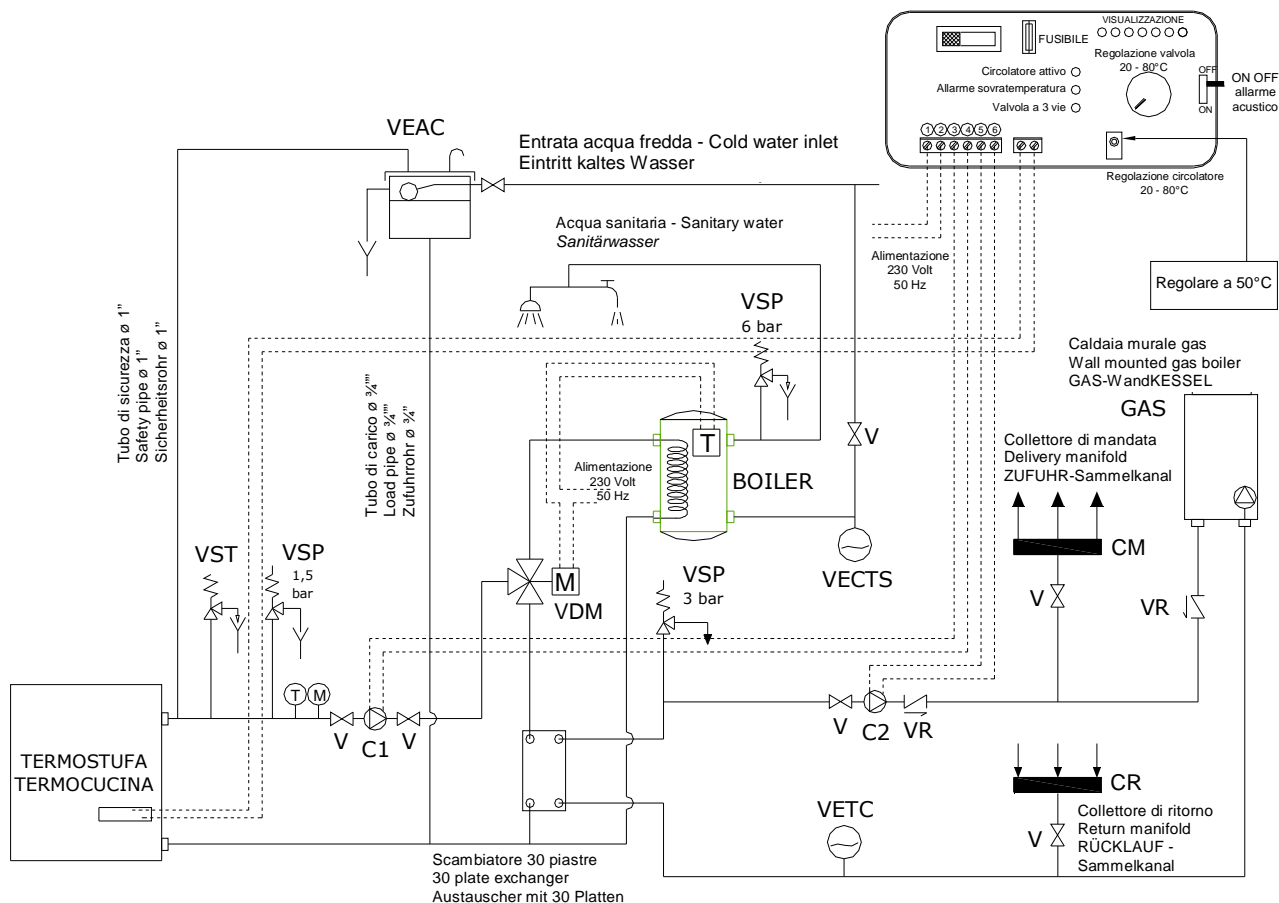 VISUALIZZAZIONE
FUSIBILE
Regolazione valvola
20 - 80°C
OFF
ON
ON OFF
allarme
acustico
Circolatore attivo
Allarme sovratemperatura
Valvola a 3 vie
1 2 3 4 5 6
Regolazione circolatore
20 - 80°C
Regolare a 50°C
VEAC
Entrata acqua fredda - Cold water inlet
Eintritt kaltes Wasser
Acqua sanitaria - Sanitary water
Sanitärwasser
Alimentazione
230 Volt
50 Hz
Tubo di sicurezza ø 1"
Safety pipe ø 1"
Sicherheitsrohr ø 1"
Tubo di carico ø ¾""
Load pipe ø ¾""
Zufuhrrohr ø ¾"
VSP
6 bar
T
BOILER
V
VECTS
Alimentazione
230 Volt
50 Hz
M
VDM
Caldaia murale gas
Wall mounted gas boiler
GAS-WandKESSEL
GAS
Collettore di mandata
Delivery manifold
ZUFUHR-Sammelkanal
CM
V
VR
VST
VSP
1,5
bar
VSP
3 bar
T
M
V
C1
V
V
C2
VR
TERMOSTUFA
TERMOCUCINA
CR
Collettore di ritorno
Return manifold
RÜCKLAUF -
Sammelkanal
V
VETC
Scambiatore 30 piastre
30 plate exchanger
Austauscher mit 30 Platten